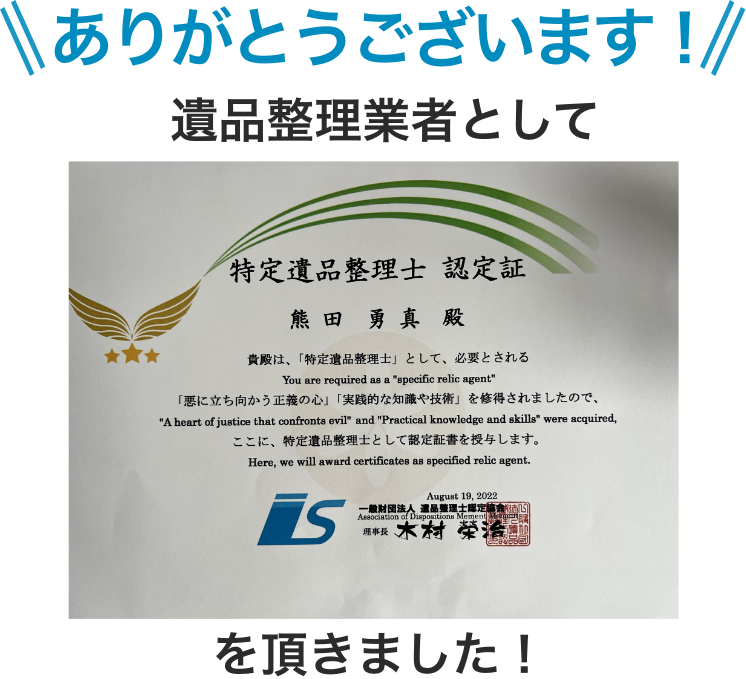 ありがとうございます！
遺品整理業者として
特定遺品整理士 認定証
熊田 勇真 殿
貴殿は、「特定遺品整理士」として、必要とされる
You are required as a "specific relic agent"
「悪に立ち向かう正義の心」「実践的な知識や技術」を修得されましたので、
"A heart of justice that confronts evil" and "Practical knowledge and skills" were acquired,
ここに、特定遺品整理士として認定証書を授与します。
Here, we will award certificates as specified relic agent.
August 19, 2022
iS
一般財団法人 遺品整理士認定協会
Association of Dispositions Memento
理事長 木村 榮治
を頂きました！